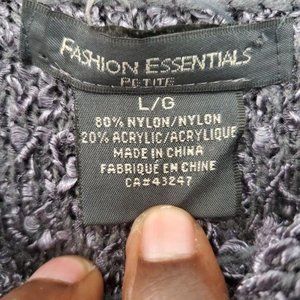 FASHION ESSENTIALS
PETITE
L/G
80% NYLON/NYLON
20% ACRYLIC/ACRYLIQUE
MADE IN CHINA
FABRIQUÉ EN CHINE
CA#43247